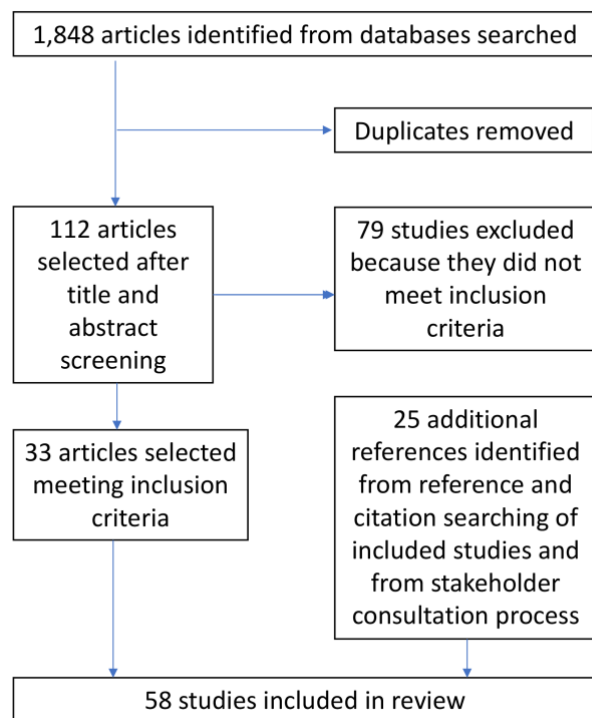 1,848 articles identified from databases searched
Duplicates removed
112 articles
selected after
title and
abstract
screening
79 studies excluded
because they did not
meet inclusion
criteria
33 articles selected
meeting inclusion
criteria
25 additional
references identified
from reference and
citation searching of
included studies and
from stakeholder
consultation process
58 studies included in review